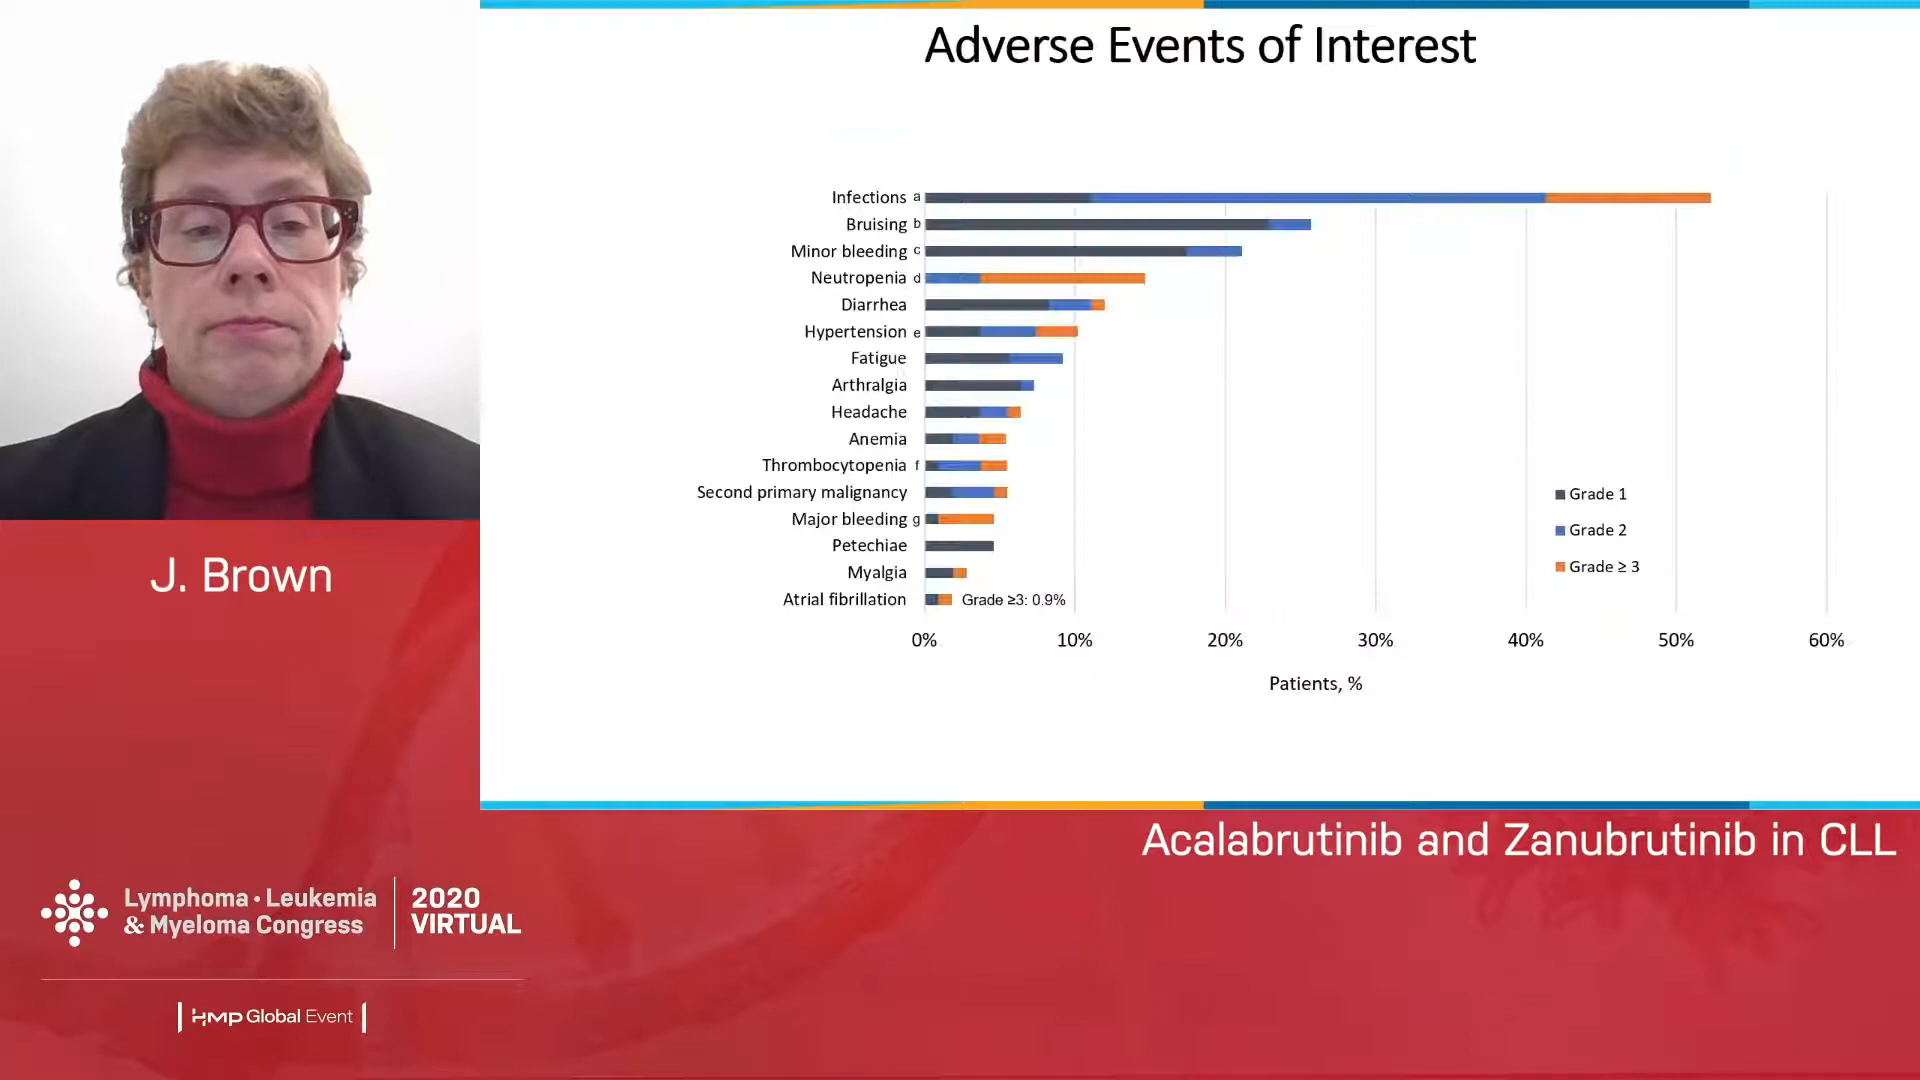 Adverse Events of Interest
Infections a
Bruising b
Minor bleeding c
Neutropenia d
Diarrhea
Hypertension e
Fatigue
Arthralgia
Headache
Anemia
Thrombocytopenia f
Second primary malignancy
Major bleeding g
Petechiae
Myalgia
Atrial fibrillation Grade ≥3: 0.9%
Grade 1
Grade 2
Grade ≥ 3
0% 10% 20% 30% 40% 50% 60%
Patients, %
J. Brown
Acalabrutinib and Zanubrutinib in CLL
Lymphoma • Leukemia
& Myeloma Congress
2020
VIRTUAL
HMP Global Event